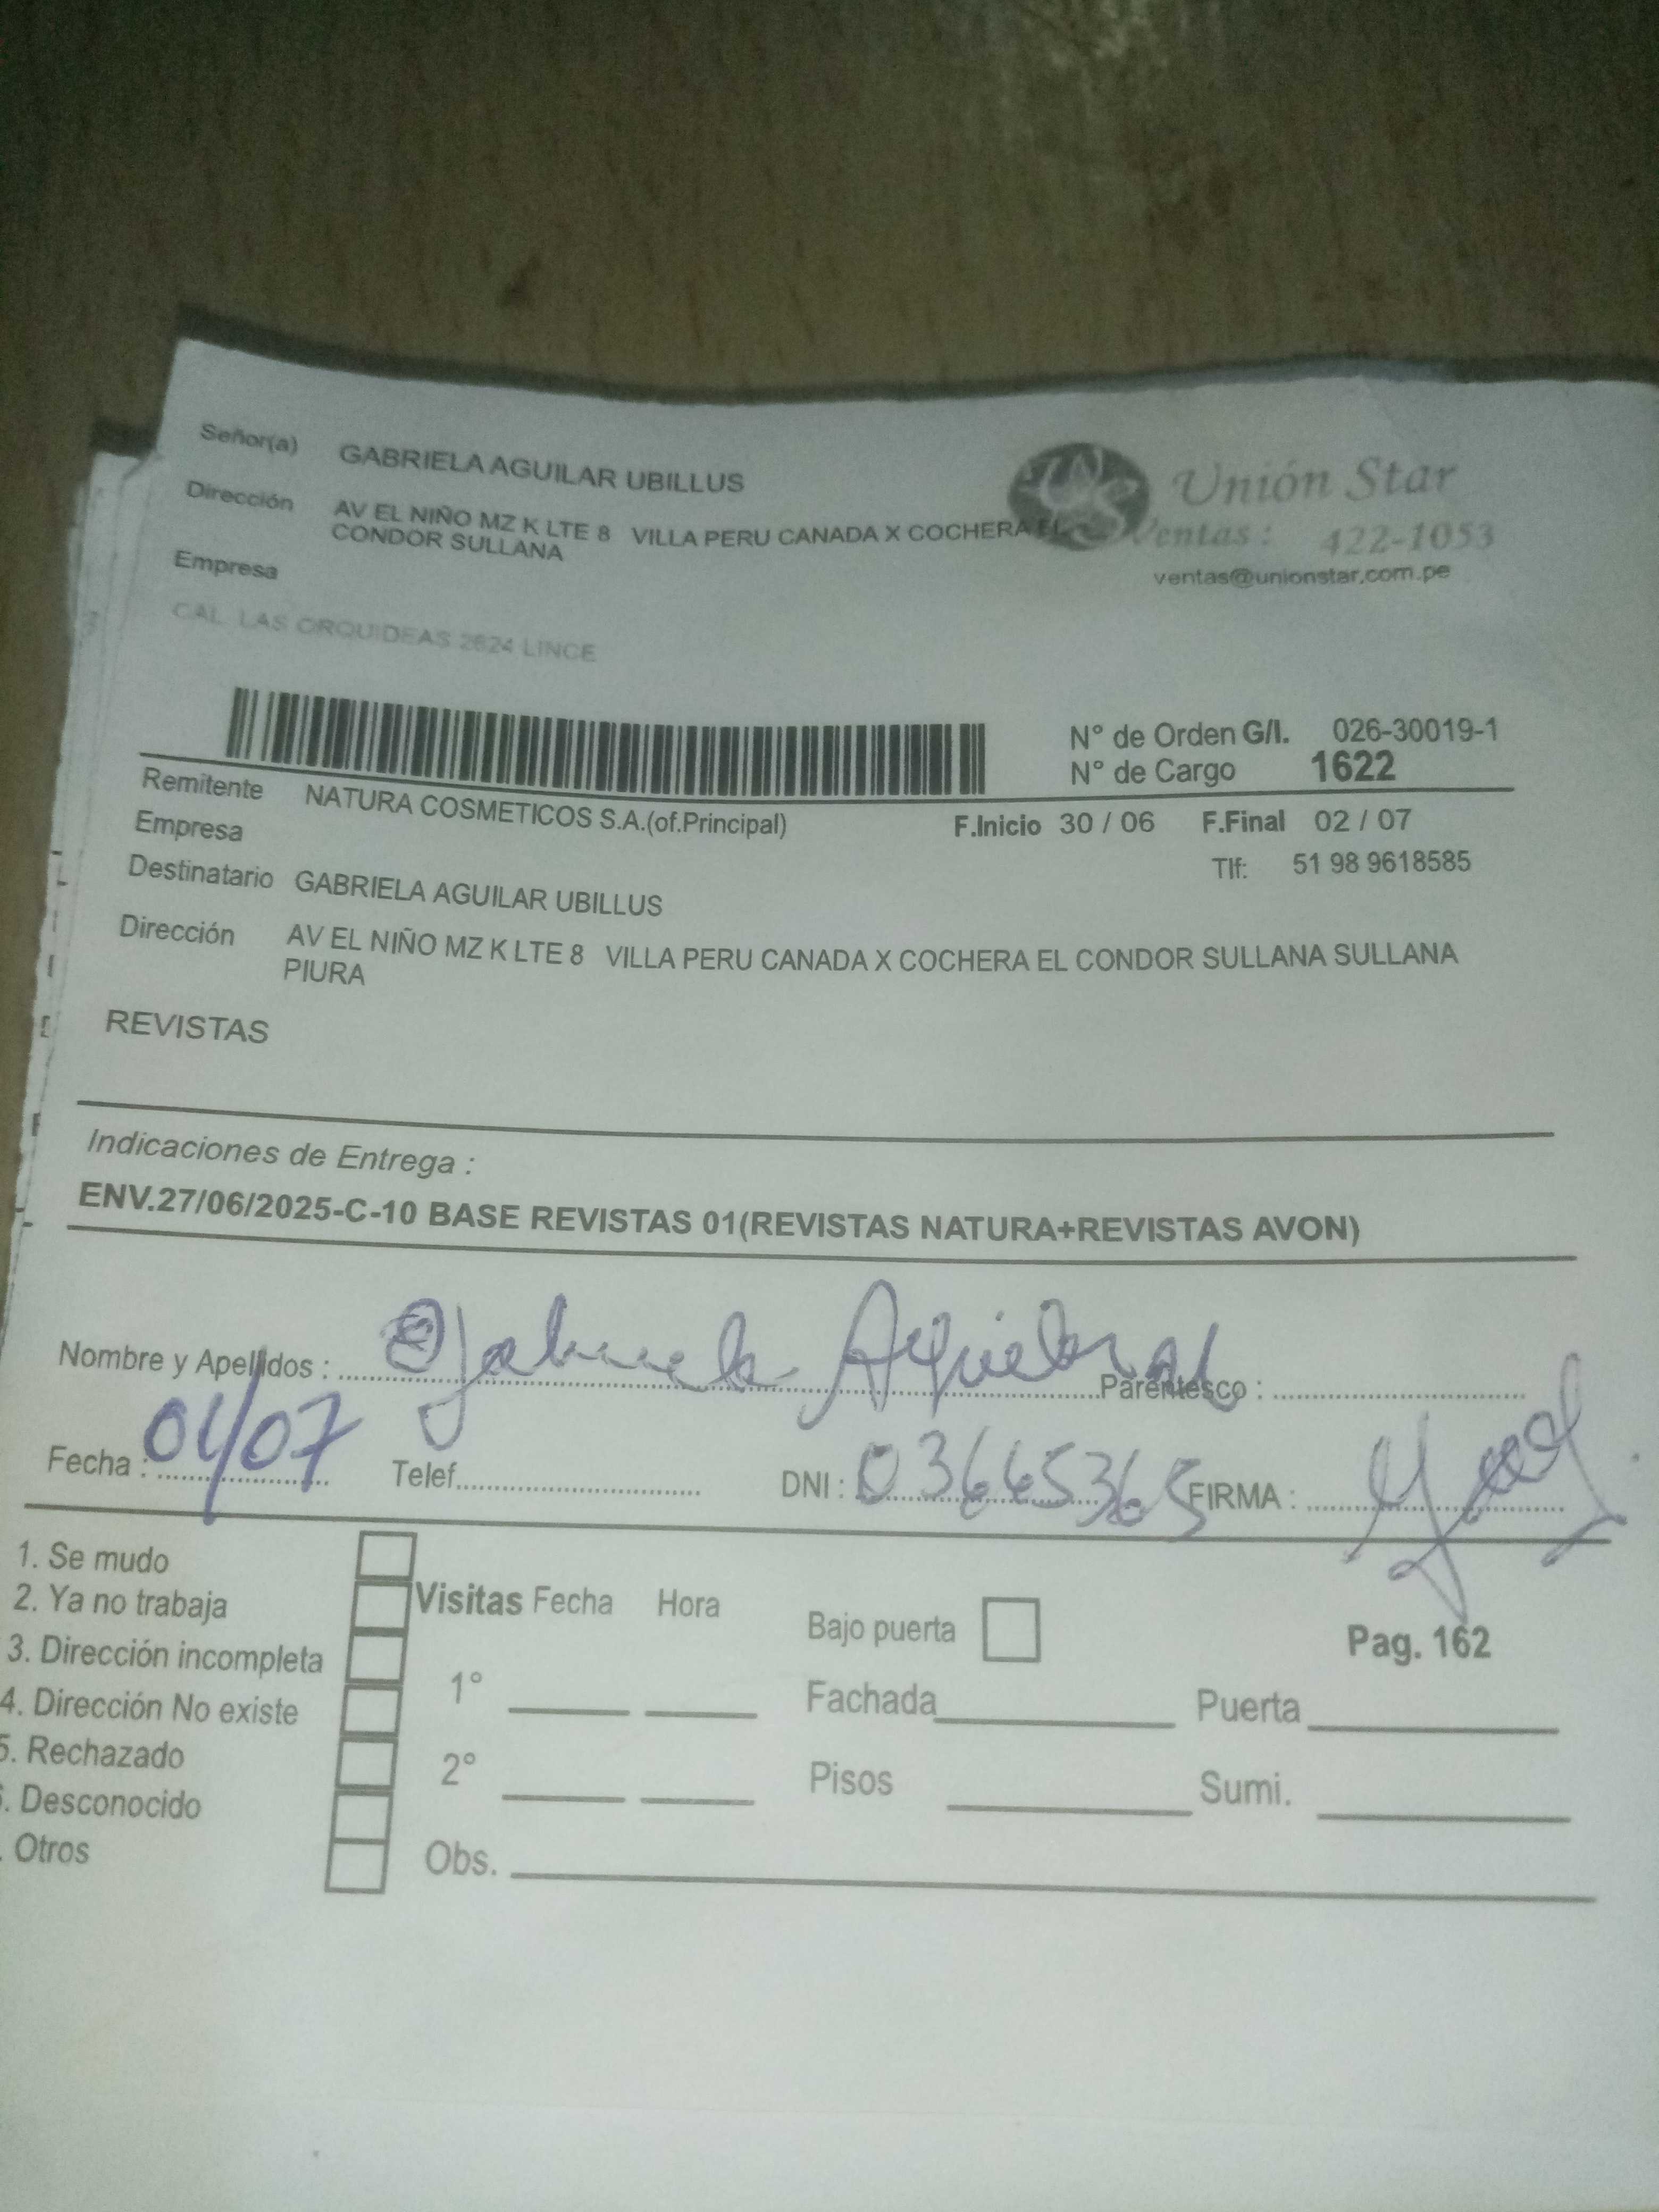 Señor(a) GABRIELA AGUILAR UBILLUS
Unión Star
Dirección AV EL NIÑO MZ K LTE 8 VILLA PERU CANADA X COCHERA EL
CONDOR SULLANA
Ventas: 422-1053
ventas@unionstar.com.pe
Empresa
CAL. LAS ORQUIDEAS 2624 LINCE
N° de Orden G/I. 026-30019-1
N° de Cargo 1622
Remitente NATURA COSMETICOS S.A.(of.Principal)
F.Inicio 30 / 06 F.Final 02 / 07
Empresa
Tlf: 51 98 9618585
Destinatario GABRIELA AGUILAR UBILLUS
Dirección AV EL NIÑO MZ K LTE 8 VILLA PERU CANADA X COCHERA EL CONDOR SULLANA SULLANA
PIURA
REVISTAS
Indicaciones de Entrega :
ENV.27/06/2025-C-10 BASE REVISTAS 01(REVISTAS NATURA+REVISTAS AVON)
Nombre y Apellidos : Gabriela Aguilar Parentesco :
Fecha : 01/07 Telef. DNI : 03665365 FIRMA :
1. Se mudo
2. Ya no trabaja
3. Dirección incompleta
4. Dirección No existe
5. Rechazado
. Desconocido
. Otros
Visitas Fecha Hora
1°
2°
Obs.
Bajo puerta
Pag. 162
Fachada Puerta
Pisos Sumi.